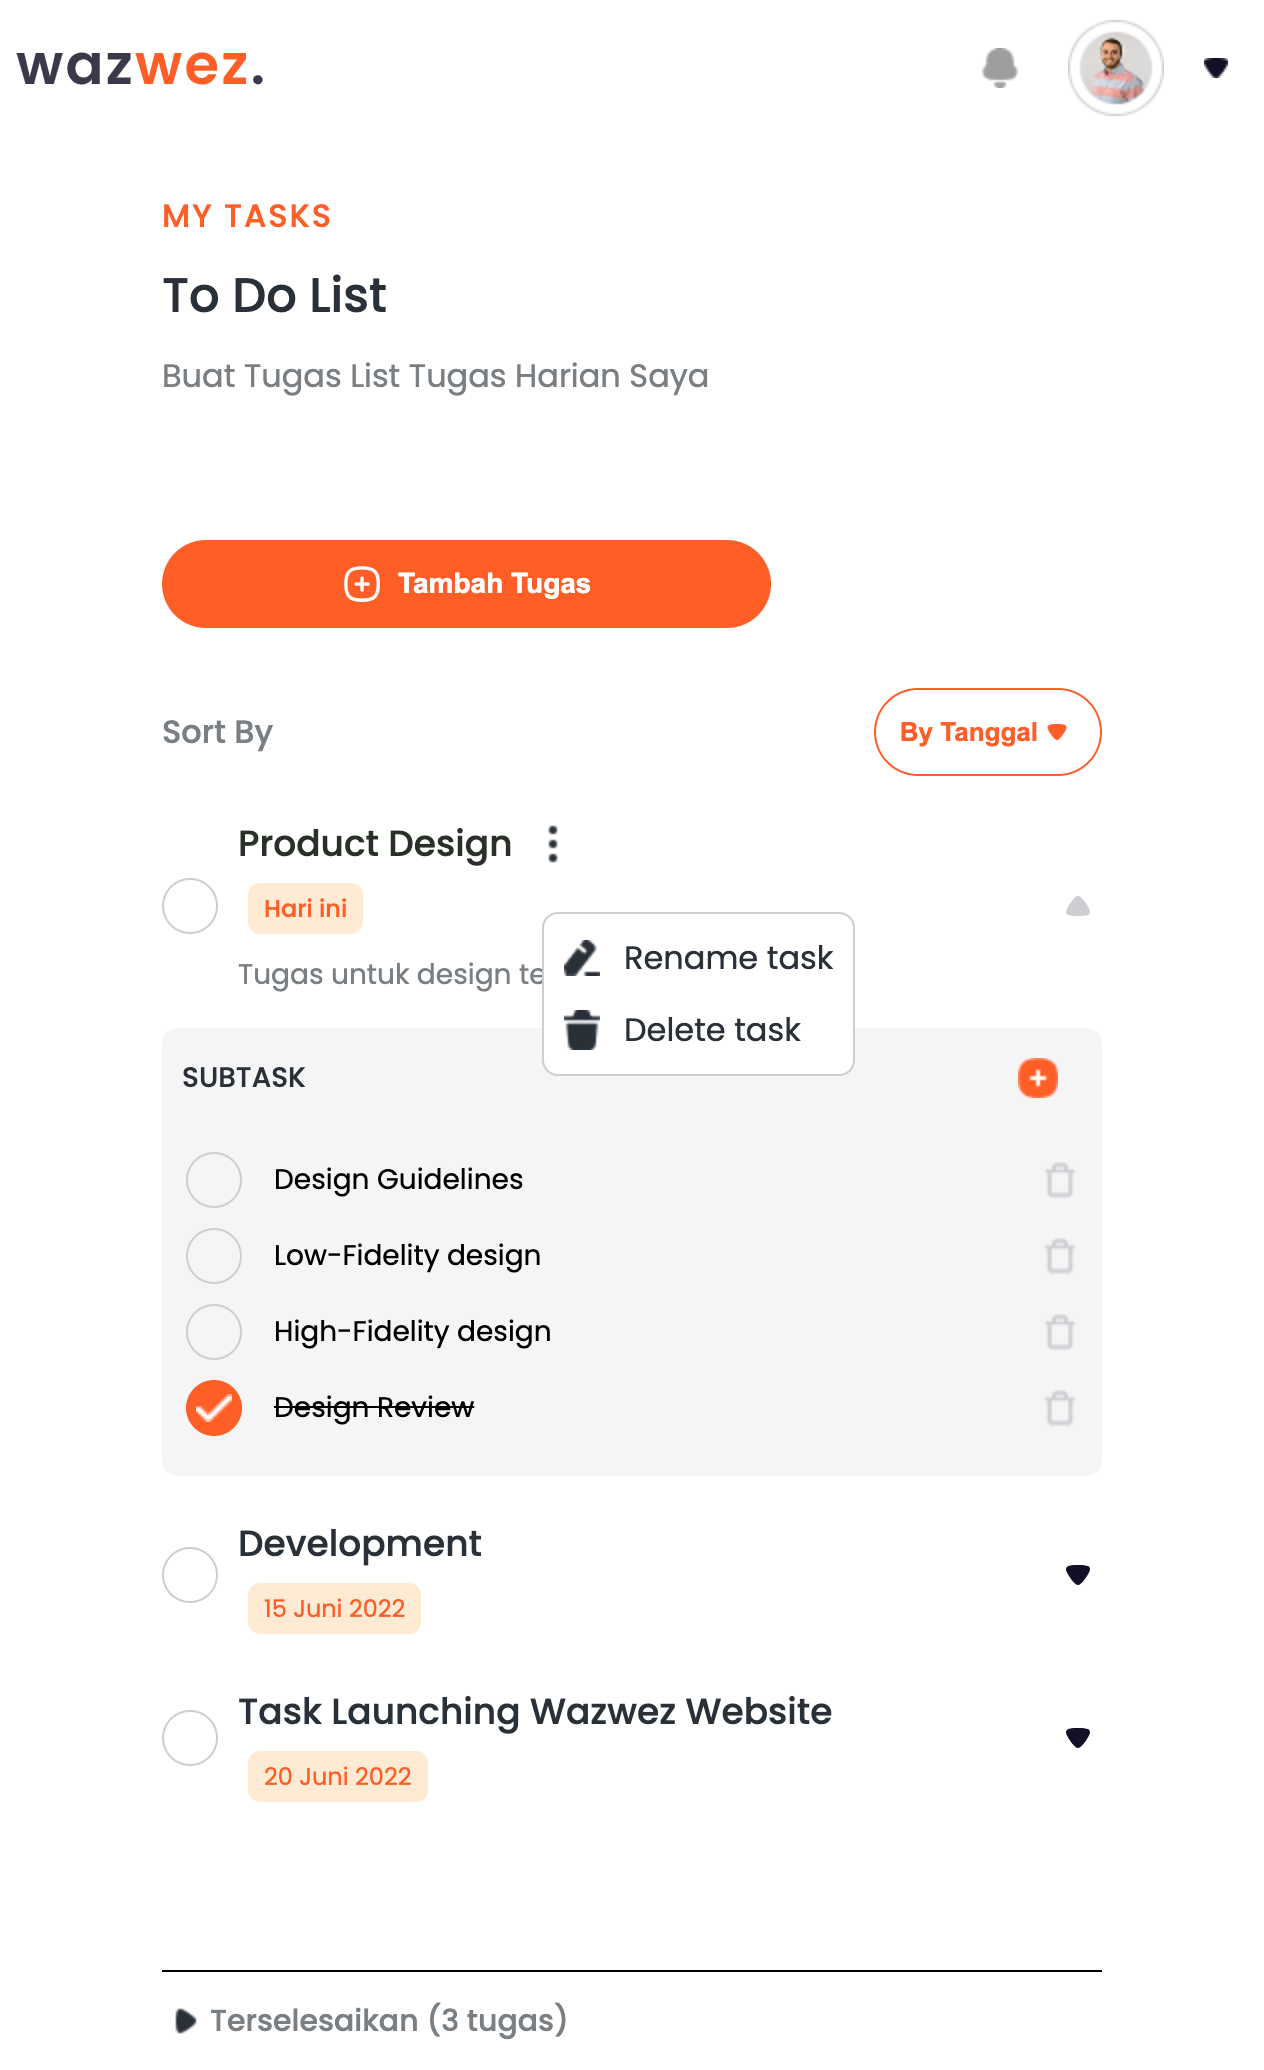 wazwez.
MY TASKS
To Do List
Buat Tugas List Tugas Harian Saya
Tambah Tugas
Sort By
By Tanggal
Product Design
Hari ini
Tugas untuk design
Rename task
Delete task
SUBTASK
Design Guidelines
Low-Fidelity design
High-Fidelity design
Design Review
Development
15 Juni 2022
Task Launching Wazwez Website
20 Juni 2022
Terselesaikan (3 tugas)